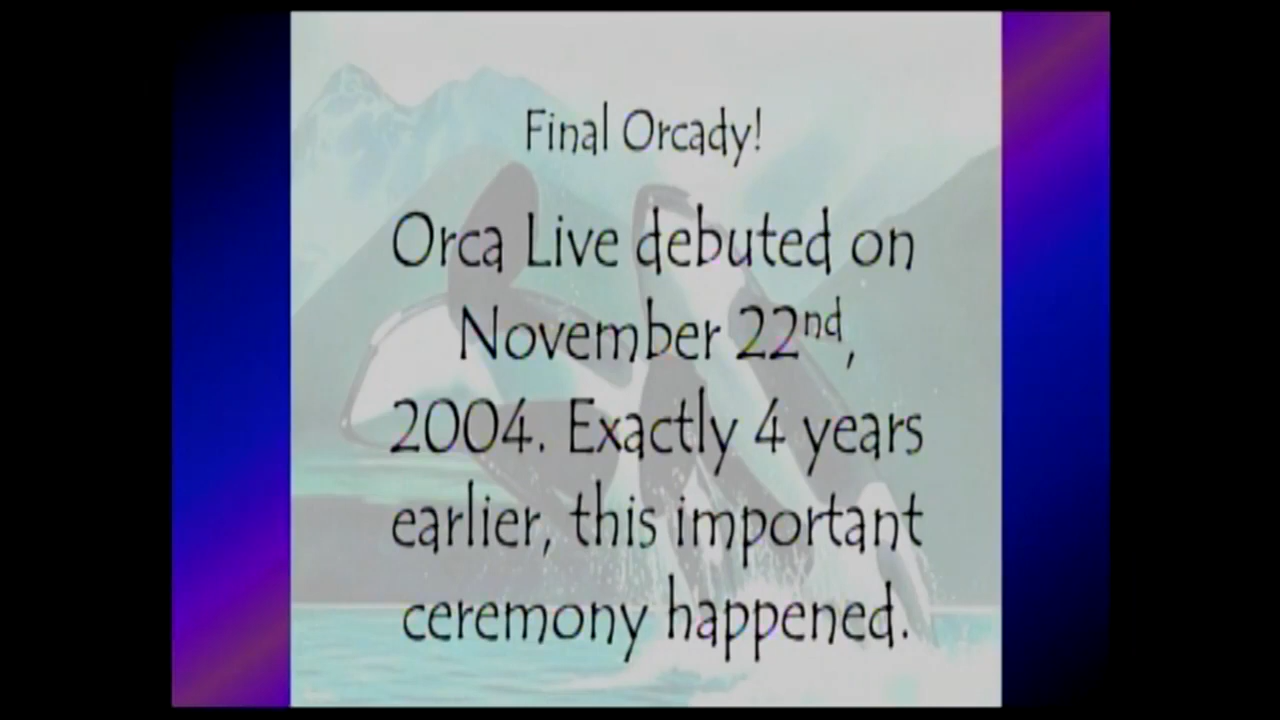 Final Orcady!
Orca Live debuted on
November 22nd,
2004. Exactly 4 years
earlier, this important
ceremony happened.